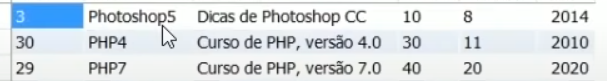 3 Photoshop5 Dicas de Photoshop CC 10 8 2014
30 PHP4 Curso de PHP, versão 4.0 30 11 2010
29 PHP7 Curso de PHP, versão 7.0 40 20 2020